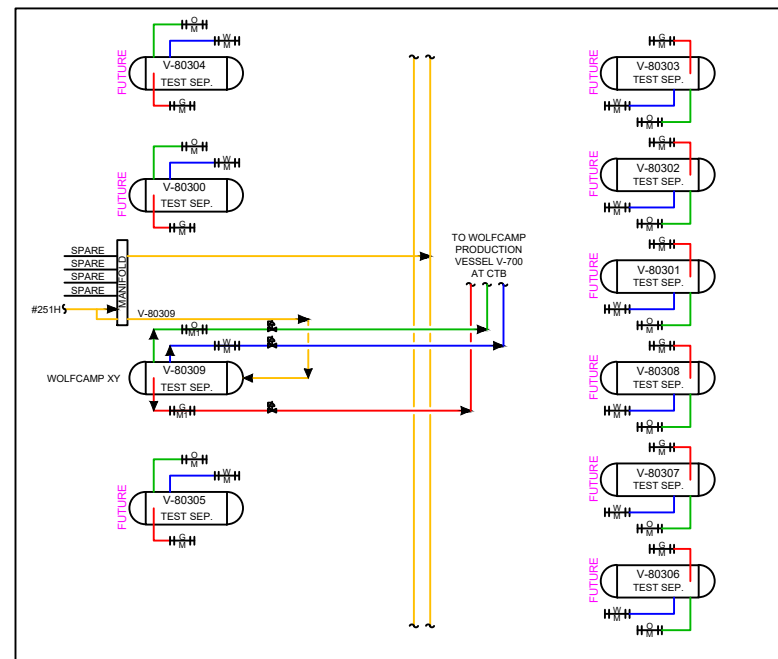 O
M
W
M
FUTURE
V-80304
TEST SEP.
G
M
O
M
W
M
FUTURE
V-80300
TEST SEP.
G
M
SPARE
SPARE
SPARE
SPARE
#251H
MANIFOLD
V-80309
TO WOLFCAMP
PRODUCTION
VESSEL V-700
AT CTB
O
M1
W
M
WOLFCAMP XY
V-80309
TEST SEP.
G
M1
O
M
W
M
FUTURE
V-80305
TEST SEP.
G
M
G
M
FUTURE
V-80303
TEST SEP.
W
M
O
M
G
M
FUTURE
V-80302
TEST SEP.
W
M
O
M
G
M
FUTURE
V-80301
TEST SEP.
W
M
O
M
G
M
FUTURE
V-80308
TEST SEP.
W
M
O
M
G
M
FUTURE
V-80307
TEST SEP.
W
M
O
M
G
M
FUTURE
V-80306
TEST SEP.
W
M
O
M